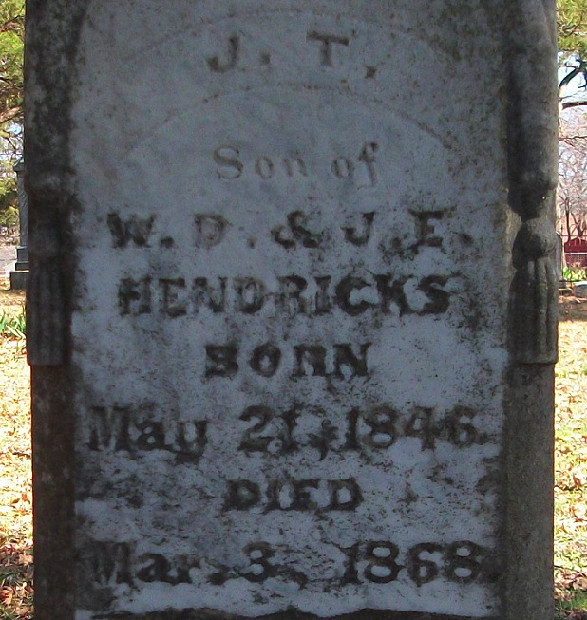 J. T.
Son of
W. D. & J. E.
HENDRICKS
BORN
May 21, 1846
DIED
Mar. 3, 1868.